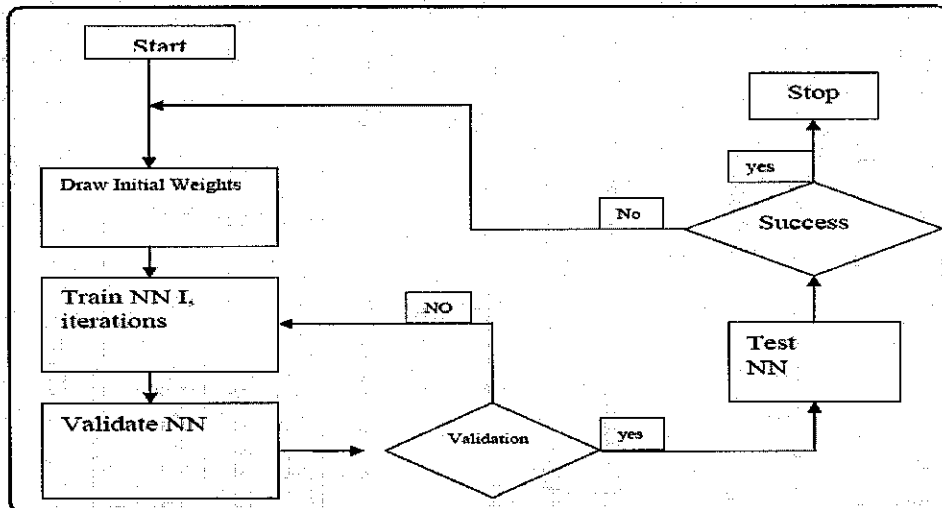 Start
Draw Initial Weights
Train NN I,
iterations
Validate NN
NO
Validation
yes
Test
NN
No
Success
yes
Stop